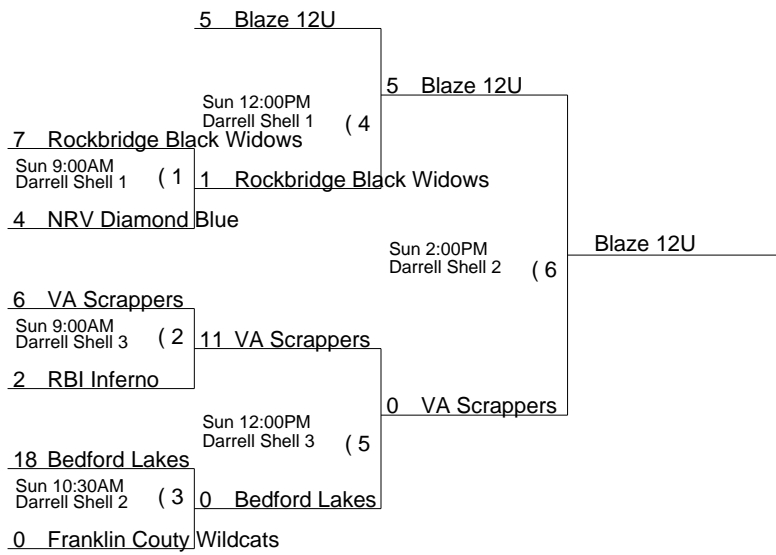 5 Blaze 12U
5 Blaze 12U
Sun 12:00PM
Darrell Shell 1 ( 4
7 Rockbridge Black Widows
Sun 9:00AM
Darrell Shell 1 ( 1
1 Rockbridge Black Widows
4 NRV Diamond Blue
Blaze 12U
Sun 2:00PM
Darrell Shell 2 ( 6
6 VA Scrappers
Sun 9:00AM
Darrell Shell 3 ( 2
11 VA Scrappers
2 RBI Inferno
0 VA Scrappers
Sun 12:00PM
Darrell Shell 3 ( 5
18 Bedford Lakes
Sun 10:30AM
Darrell Shell 2 ( 3
0 Bedford Lakes
0 Franklin Couty Wildcats